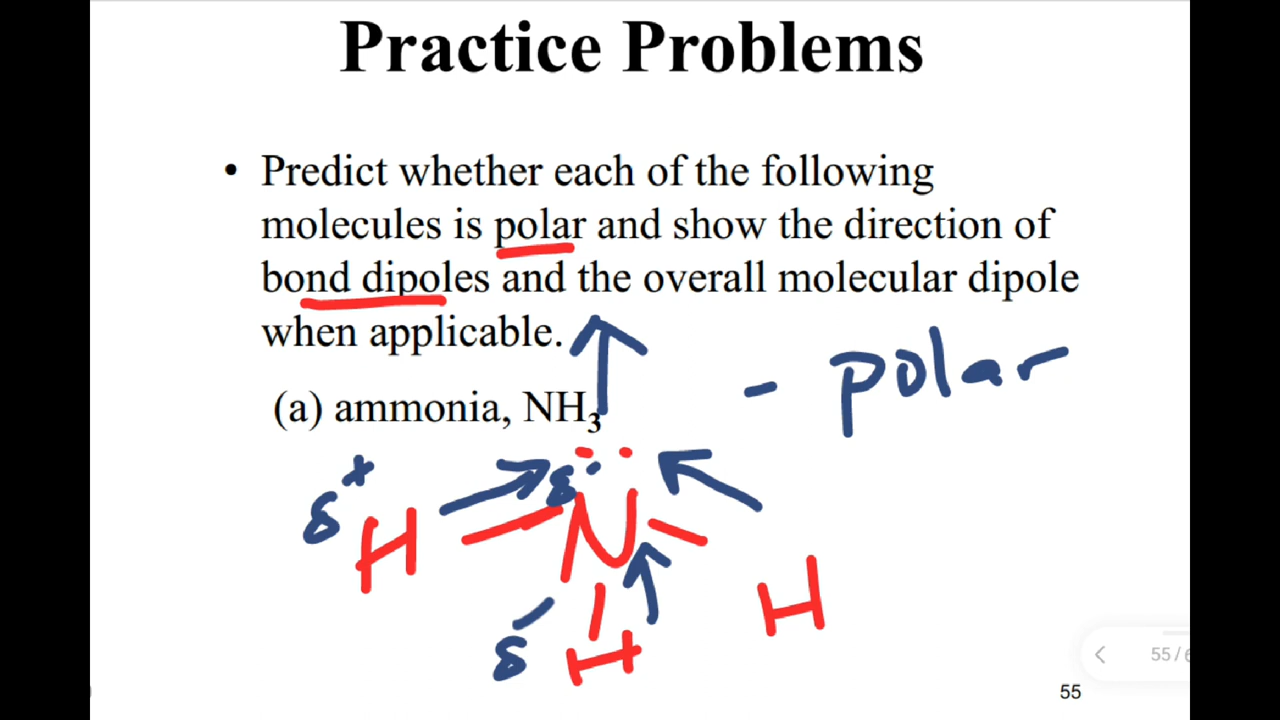 Practice Problems
• Predict whether each of the following
molecules is polar and show the direction of
bond dipoles and the overall molecular dipole
when applicable.
- polar
(a) ammonia, NH₃
δ⁺ H δ⁻ N H
δ⁻ H
55 / 6
55